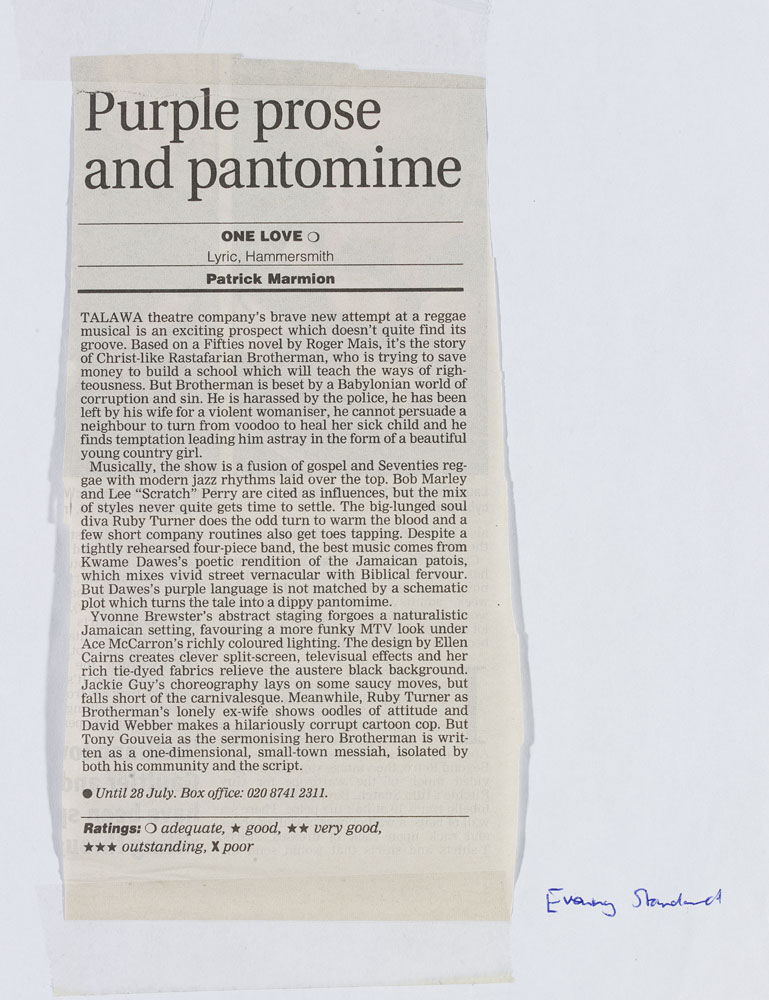 Purple prose
and pantomime
ONE LOVE ❍
Lyric, Hammersmith
Patrick Marmion
TALAWA theatre company's brave new attempt at a reggae
musical is an exciting prospect which doesn't quite find its
groove. Based on a Fifties novel by Roger Mais, it's the story
of Christ-like Rastafarian Brotherman, who is trying to save
money to build a school which will teach the ways of righ-
teousness. But Brotherman is beset by a Babylonian world of
corruption and sin. He is harassed by the police, he has been
left by his wife for a violent womaniser, he cannot persuade a
neighbour to turn from voodoo to heal her sick child and he
finds temptation leading him astray in the form of a beautiful
young country girl.
Musically, the show is a fusion of gospel and Seventies reg-
gae with modern jazz rhythms laid over the top. Bob Marley
and Lee “Scratch” Perry are cited as influences, but the mix
of styles never quite gets time to settle. The big-lunged soul
diva Ruby Turner does the odd turn to warm the blood and a
few short company routines also get toes tapping. Despite a
tightly rehearsed four-piece band, the best music comes from
Kwame Dawes's poetic rendition of the Jamaican patois,
which mixes vivid street vernacular with Biblical fervour.
But Dawes's purple language is not matched by a schematic
plot which turns the tale into a dippy pantomime.
Yvonne Brewster's abstract staging forgoes a naturalistic
Jamaican setting, favouring a more funky MTV look under
Ace McCarron's richly coloured lighting. The design by Ellen
Cairns creates clever split-screen, televisual effects and her
rich tie-dyed fabrics relieve the austere black background.
Jackie Guy's choreography lays on some saucy moves, but
falls short of the carnivalesque. Meanwhile, Ruby Turner as
Brotherman's lonely ex-wife shows oodles of attitude and
David Webber makes a hilariously corrupt cartoon cop. But
Tony Gouveia as the sermonising hero Brotherman is writ-
ten as a one-dimensional, small-town messiah, isolated by
both his community and the script.
● Until 28 July. Box office: 020 8741 2311.
Ratings: ❍ adequate, ★ good, ★★ very good,
★★★ outstanding, X poor
Evening Standard